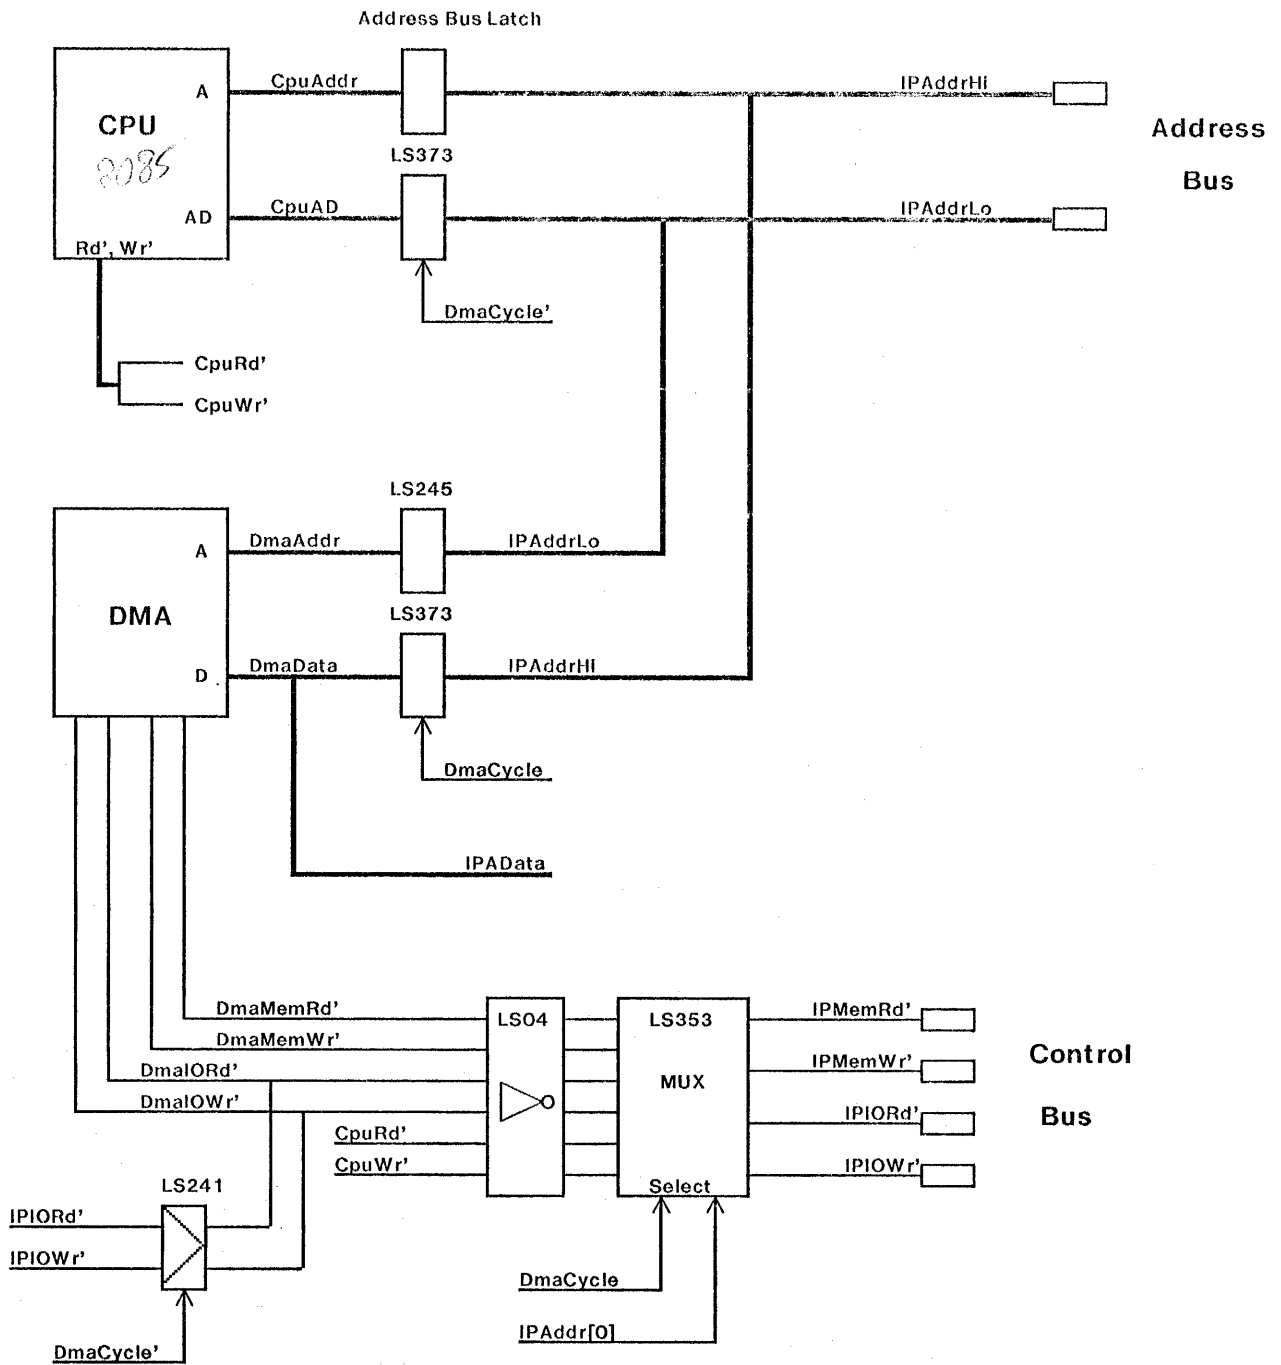 Address Bus Latch
A
CpuAddr
IPAddrHi
CPU
8085
Address
Bus
LS373
AD
CpuAD
IPAddrLo
Rd', Wr'
DmaCycle'
CpuRd'
CpuWr'
LS245
A
DmaAddr
IPAddrLo
DMA
LS373
D
DmaData
IPAddrHi
DmaCycle
IPAData
DmaMemRd'
LS04
LS353
IPMemRd'
DmaMemWr'
Control
Bus
IPMemWr'
DmaIORd'
MUX
DmaIOWr'
IPIORd'
CpuRd'
CpuWr'
IPIOWr'
Select
LS241
IPIORd'
IPIOWr'
DmaCycle
IPAddr[0]
DmaCycle'